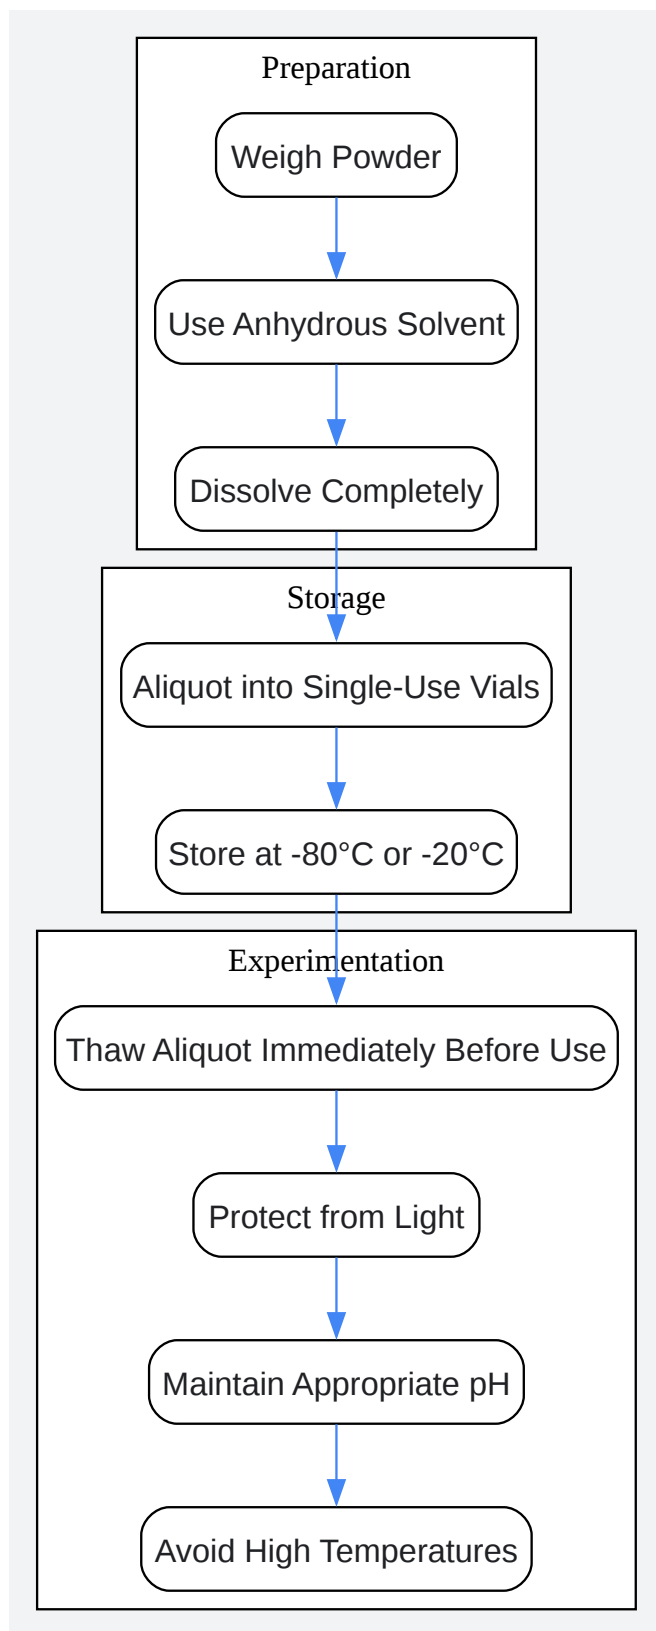 Preparation
Weigh Powder
Use Anhydrous Solvent
Dissolve Completely
Storage
Aliquot into Single-Use Vials
Store at -80°C or -20°C
Experimentation
Thaw Aliquot Immediately Before Use
Protect from Light
Maintain Appropriate pH
Avoid High Temperatures